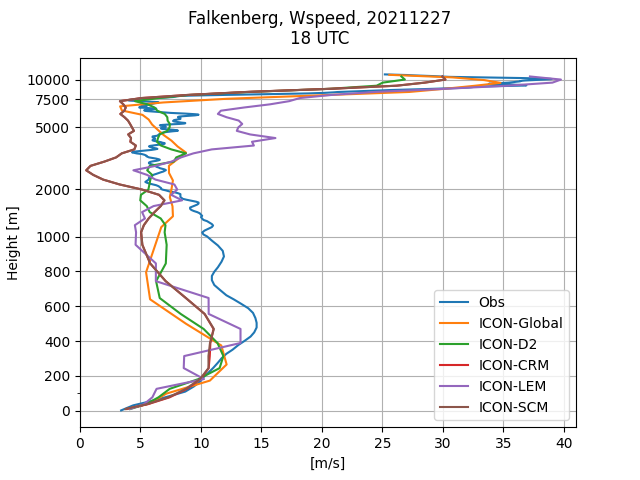 Falkenberg, Wspeed, 20211227
18 UTC
Height [m]
10000
7500
5000
2000
1000
800
600
400
200
0
Obs
ICON-Global
ICON-D2
ICON-CRM
ICON-LEM
ICON-SCM
0 5 10 15 20 25 30 35 40
[m/s]